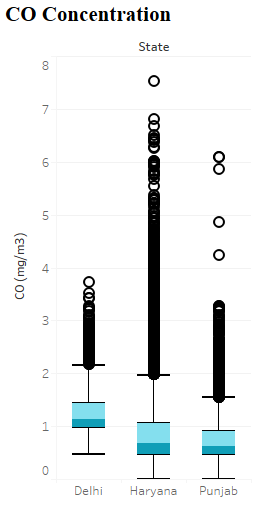 CO Concentration
State
8
7
6
5
4
3
2
1
0
CO (mg/m3)
Delhi Haryana Punjab